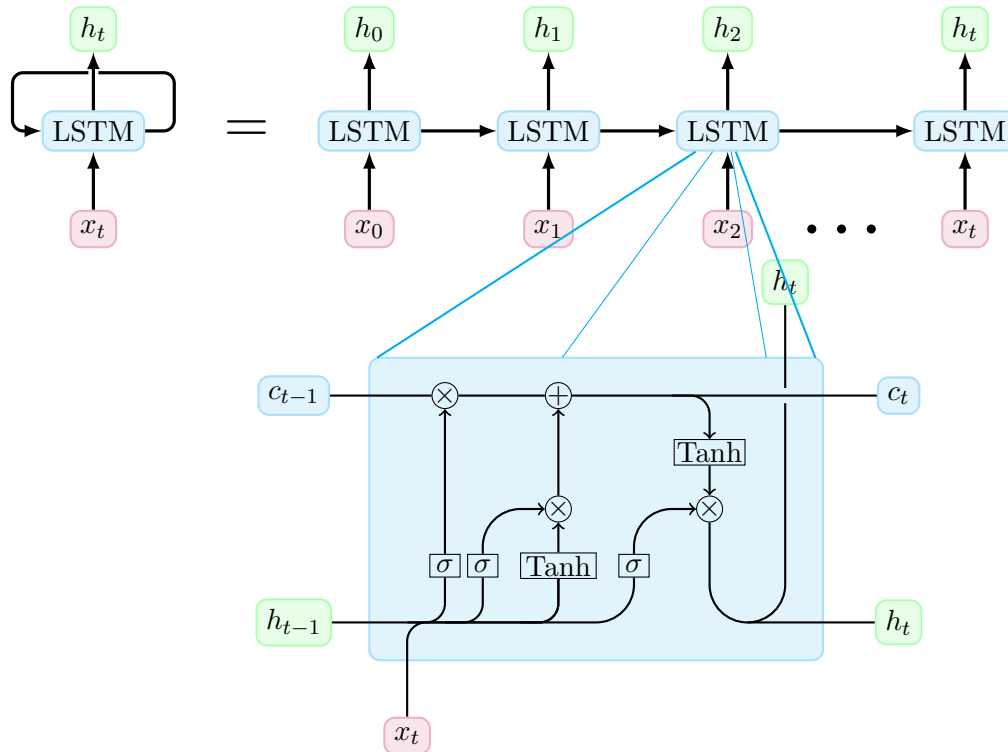 h_t h_0 h_1 h_2 h_t
LSTM = LSTM LSTM LSTM LSTM
x_t x_0 x_1 x_2 ... x_t
h_t
c_{t-1} × + c_t
Tanh
× ×
σ σ Tanh σ
h_{t-1} h_t
x_t